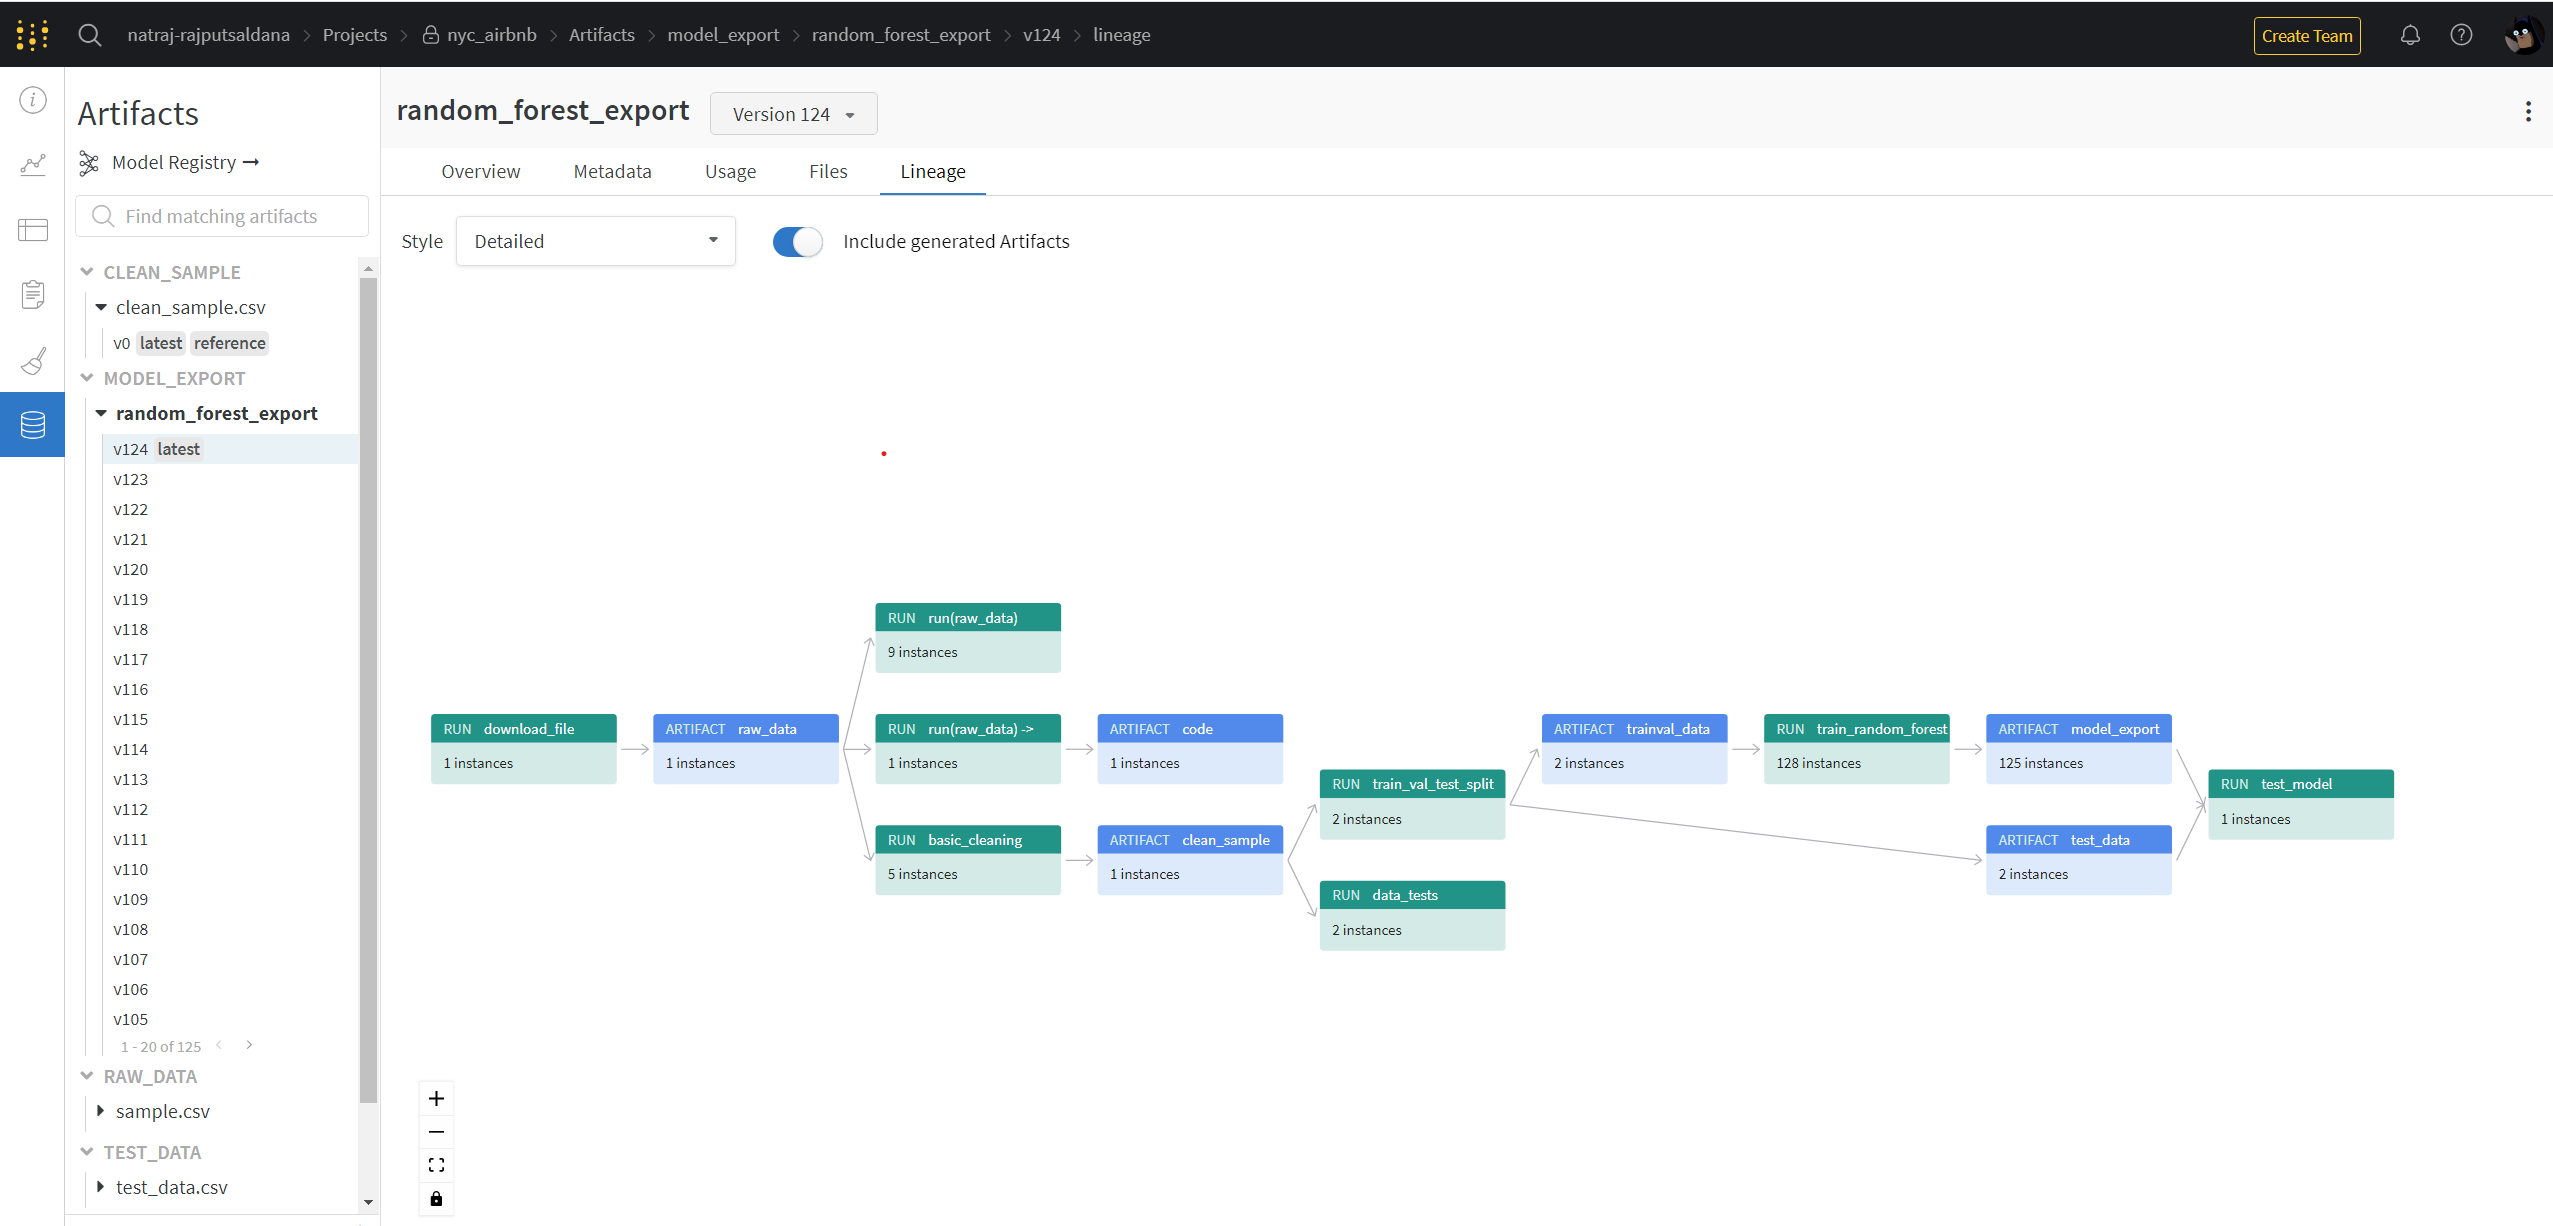 natraj-rajputsaldana > Projects > nyc_airbnb > Artifacts > model_export > random_forest_export > v124 > lineage
Create Team
Artifacts
Model Registry
Find matching artifacts
CLEAN_SAMPLE
clean_sample.csv
v0 latest reference
MODEL_EXPORT
random_forest_export
v124 latest
v123
v122
v121
v120
v119
v118
v117
v116
v115
v114
v113
v112
v111
v110
v109
v108
v107
v106
v105
1 - 20 of 125
RAW_DATA
sample.csv
TEST_DATA
test_data.csv
random_forest_export
Version 124
Overview Metadata Usage Files Lineage
Style Detailed Include generated Artifacts
RUN download_file
1 instances
ARTIFACT raw_data
1 instances
RUN run(raw_data)
9 instances
RUN run(raw_data) ->
1 instances
ARTIFACT code
1 instances
RUN basic_cleaning
5 instances
ARTIFACT clean_sample
1 instances
RUN train_val_test_split
2 instances
RUN data_tests
2 instances
ARTIFACT trainval_data
2 instances
RUN train_random_forest
128 instances
ARTIFACT model_export
125 instances
ARTIFACT test_data
2 instances
RUN test_model
1 instances